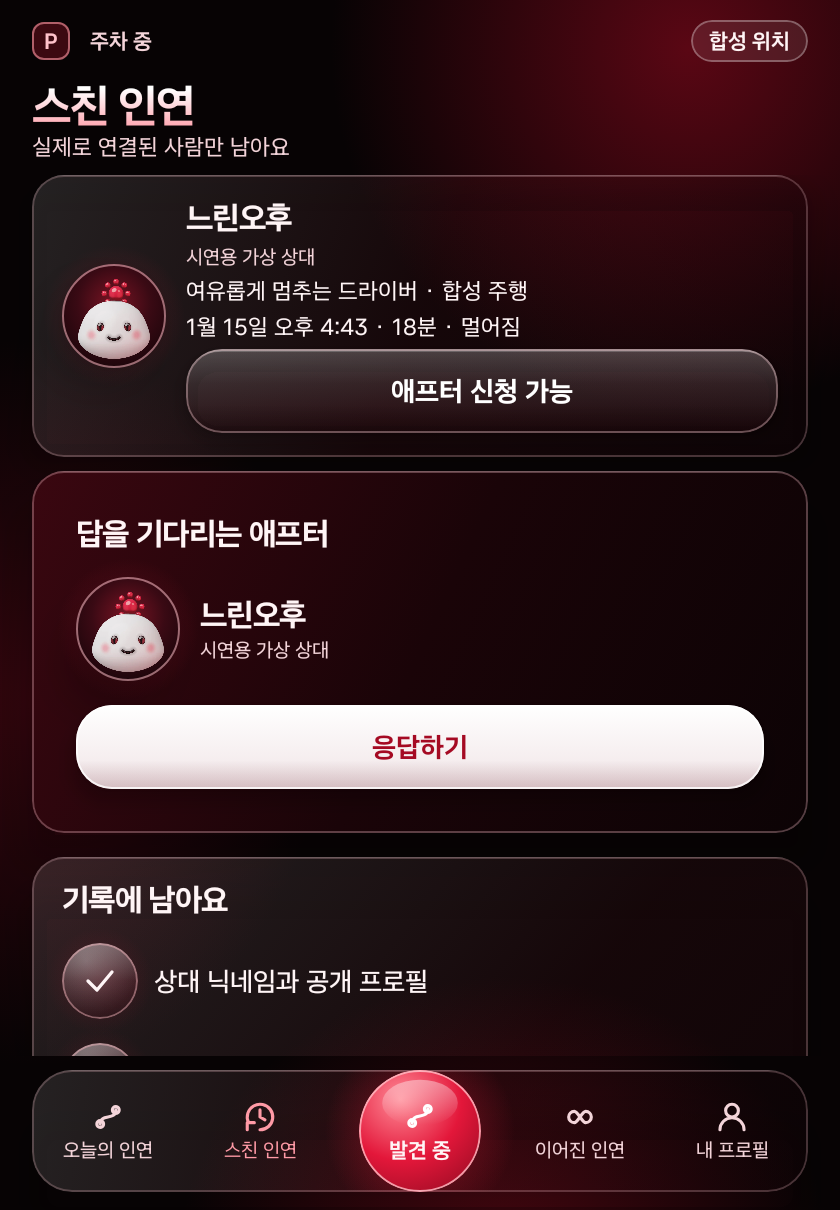 P 주차 중
합성 위치
스친 인연
실제로 연결된 사람만 남아요
느린오후
시연용 가상 상대
여유롭게 멈추는 드라이버 · 합성 주행
1월 15일 오후 4:43 · 18분 · 멀어짐
애프터 신청 가능
답을 기다리는 애프터
느린오후
시연용 가상 상대
응답하기
기록에 남아요
상대 닉네임과 공개 프로필
오늘의 인연
스친 인연
발견 중
이어진 인연
내 프로필